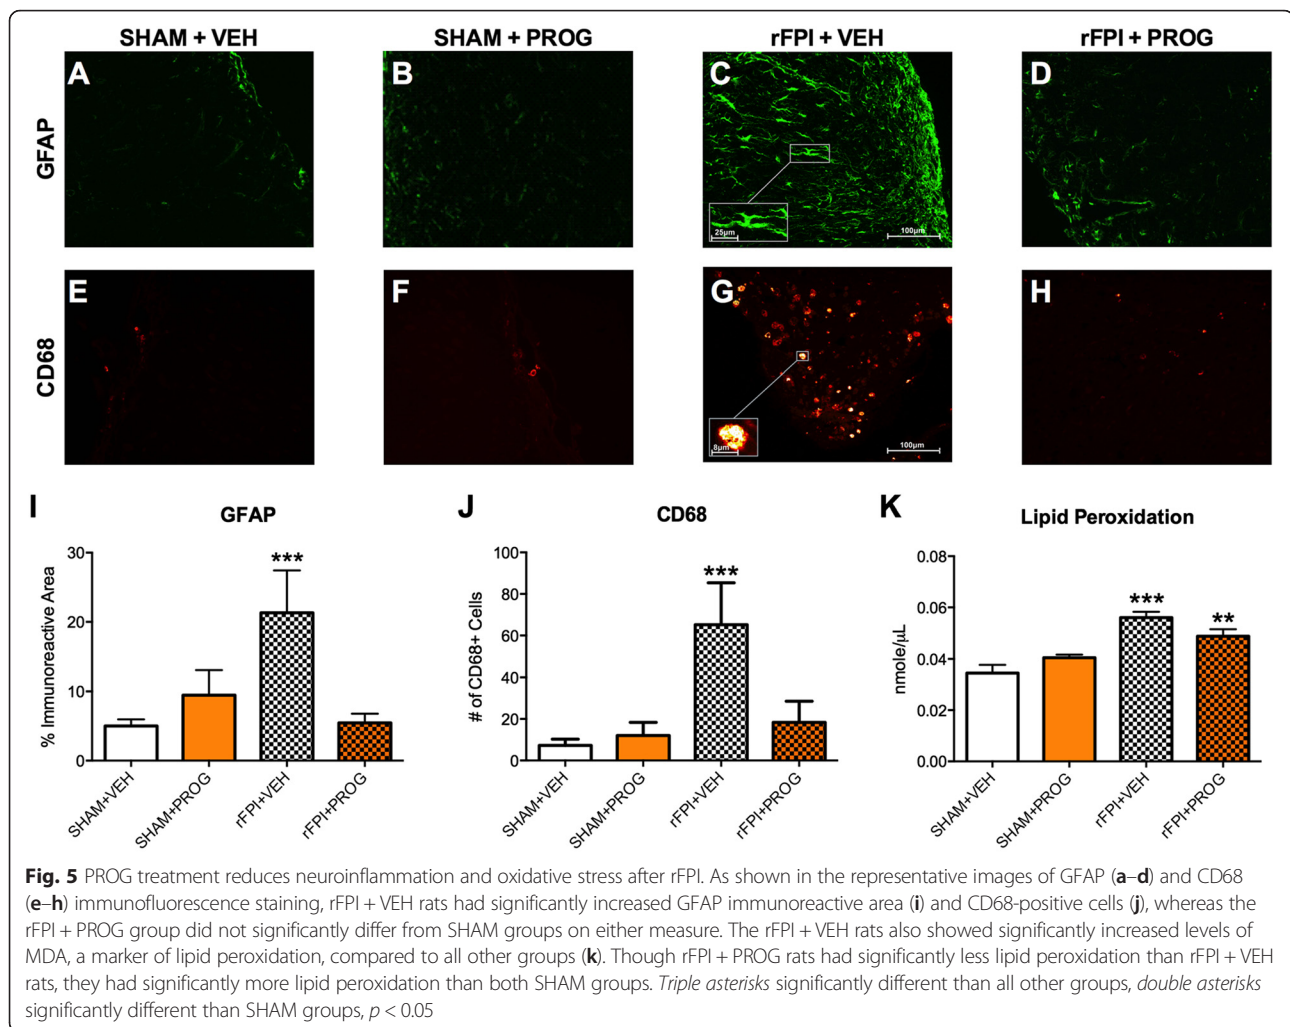 SHAM + VEH
SHAM + PROG
rFPI + VEH
rFPI + PROG
GFAP
A
B
C
25µm
100µm
D
CD68
E
F
G
8µm
100µm
H
I
GFAP
% Immunoreactive Area
30
20
10
0
***
SHAM+VEH
SHAM+PROG
rFPI+VEH
rFPI+PROG
J
CD68
# of CD68+ Cells
100
80
60
40
20
0
***
SHAM+VEH
SHAM+PROG
rFPI+VEH
rFPI+PROG
K
Lipid Peroxidation
nmole/µL
0.08
0.06
0.04
0.02
0.00
***
**
SHAM+VEH
SHAM+PROG
rFPI+VEH
rFPI+PROG
Fig. 5 PROG treatment reduces neuroinflammation and oxidative stress after rFPI. As shown in the representative images of GFAP (a–d) and CD68
(e–h) immunofluorescence staining, rFPI + VEH rats had significantly increased GFAP immunoreactive area (i) and CD68-positive cells (j), whereas the
rFPI + PROG group did not significantly differ from SHAM groups on either measure. The rFPI + VEH rats also showed significantly increased levels of
MDA, a marker of lipid peroxidation, compared to all other groups (k). Though rFPI + PROG rats had significantly less lipid peroxidation than rFPI + VEH
rats, they had significantly more lipid peroxidation than both SHAM groups. Triple asterisks significantly different than all other groups, double asterisks
significantly different than SHAM groups, p < 0.05